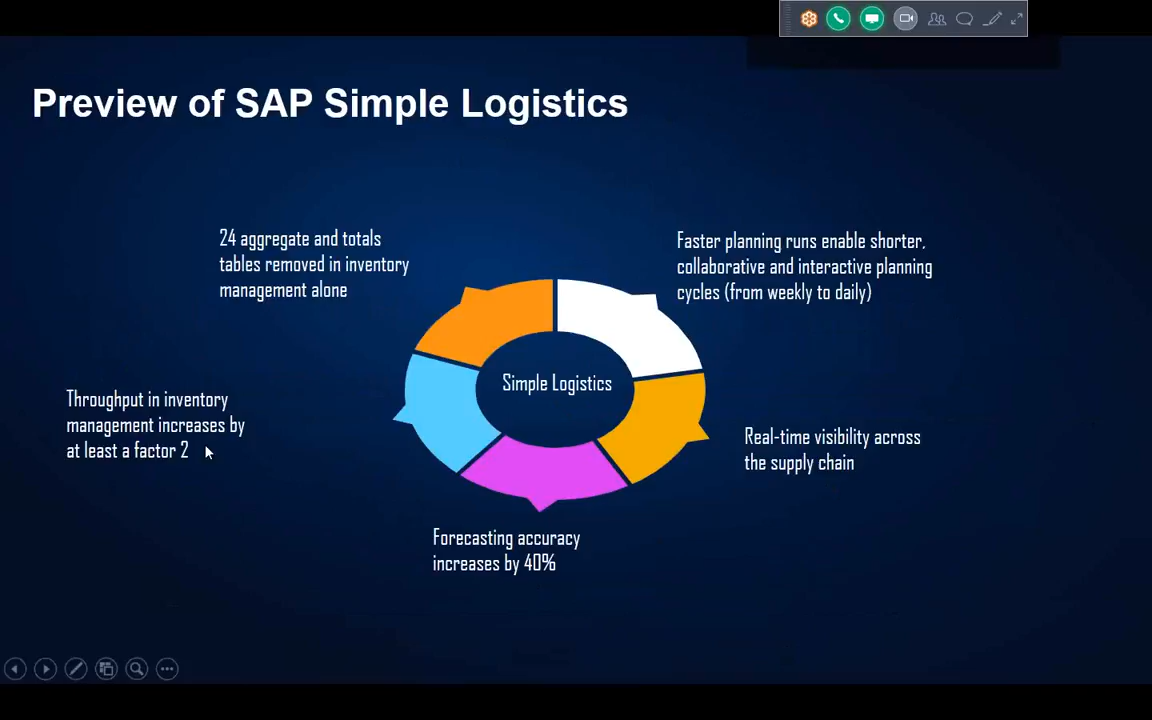 Preview of SAP Simple Logistics
24 aggregate and totals
tables removed in inventory
management alone
Faster planning runs enable shorter,
collaborative and interactive planning
cycles (from weekly to daily)
Simple Logistics
Throughput in inventory
management increases by
at least a factor 2
Real-time visibility across
the supply chain
Forecasting accuracy
increases by 40%